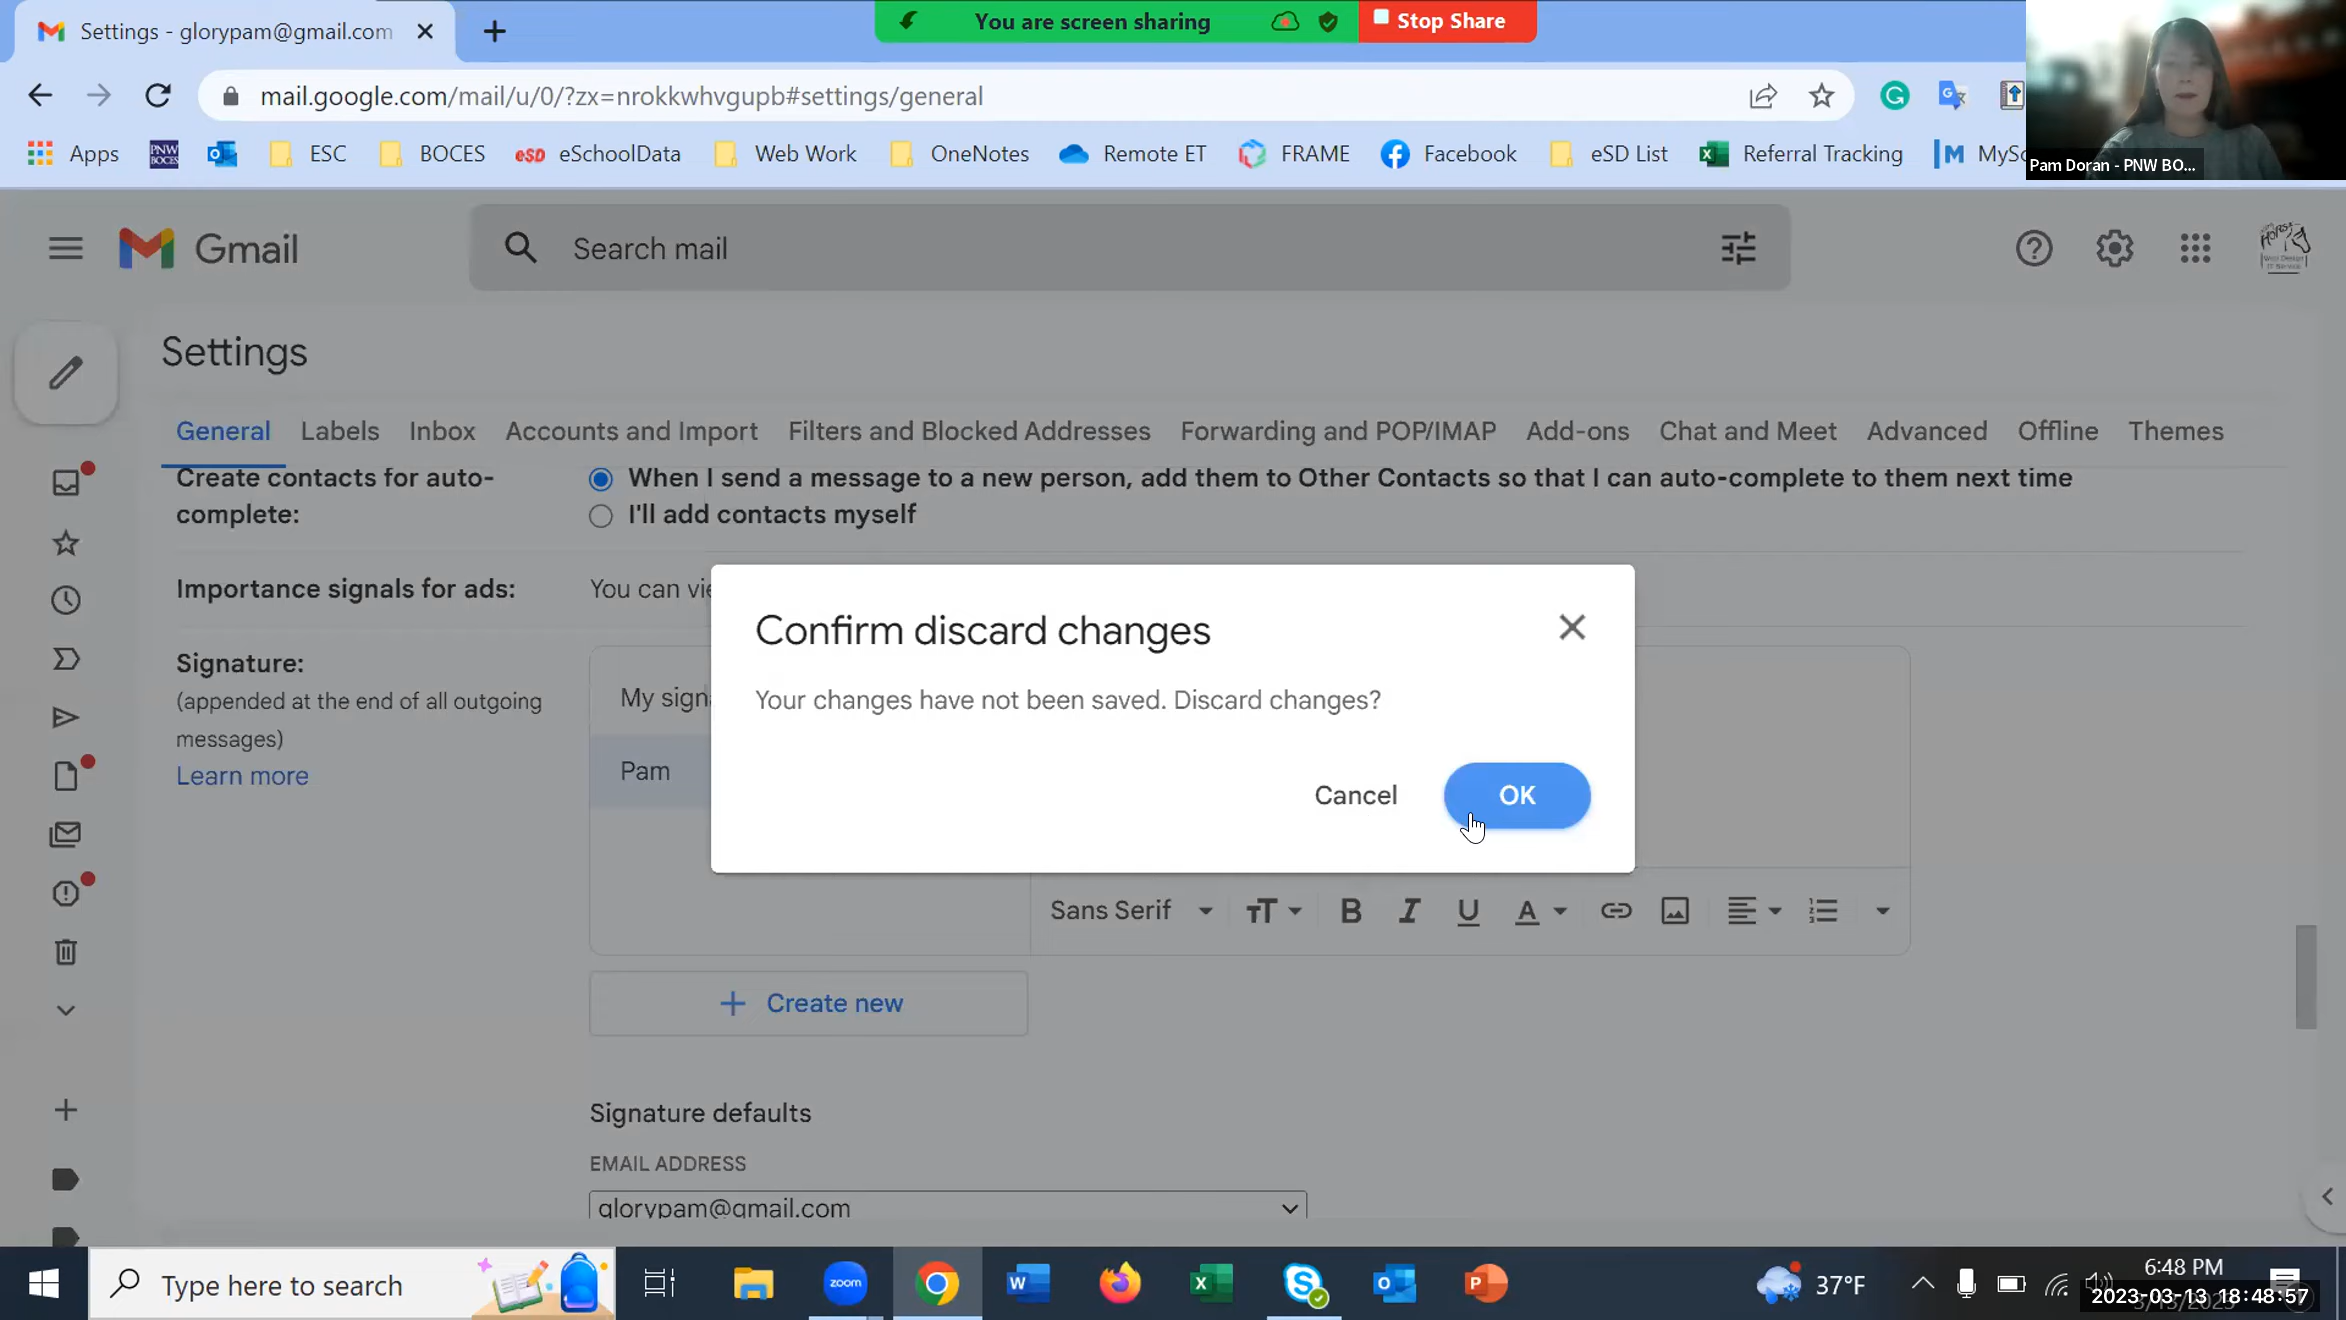 Settings - glorypam@gmail.com
You are screen sharing
Stop Share
mail.google.com/mail/u/0/?zx=nrokkwhvgupb#settings/general
Apps
PNW BOCES
ESC
BOCES
eSD eSchoolData
Web Work
OneNotes
Remote ET
FRAME
Facebook
eSD List
Referral Tracking
MySc
Pam Doran - PNW BO...
Gmail
Search mail
Settings
General Labels Inbox Accounts and Import Filters and Blocked Addresses Forwarding and POP/IMAP Add-ons Chat and Meet Advanced Offline Themes
Create contacts for auto-
complete:
When I send a message to a new person, add them to Other Contacts so that I can auto-complete to them next time
I'll add contacts myself
Importance signals for ads:
You can vie
Signature:
(appended at the end of all outgoing
messages)
Learn more
My signa
Pam
Confirm discard changes
Your changes have not been saved. Discard changes?
Cancel
OK
Sans Serif
Create new
Signature defaults
EMAIL ADDRESS
glorypam@gmail.com
Type here to search
zoom
37°F
6:48 PM
2023-03-13 18:48:57